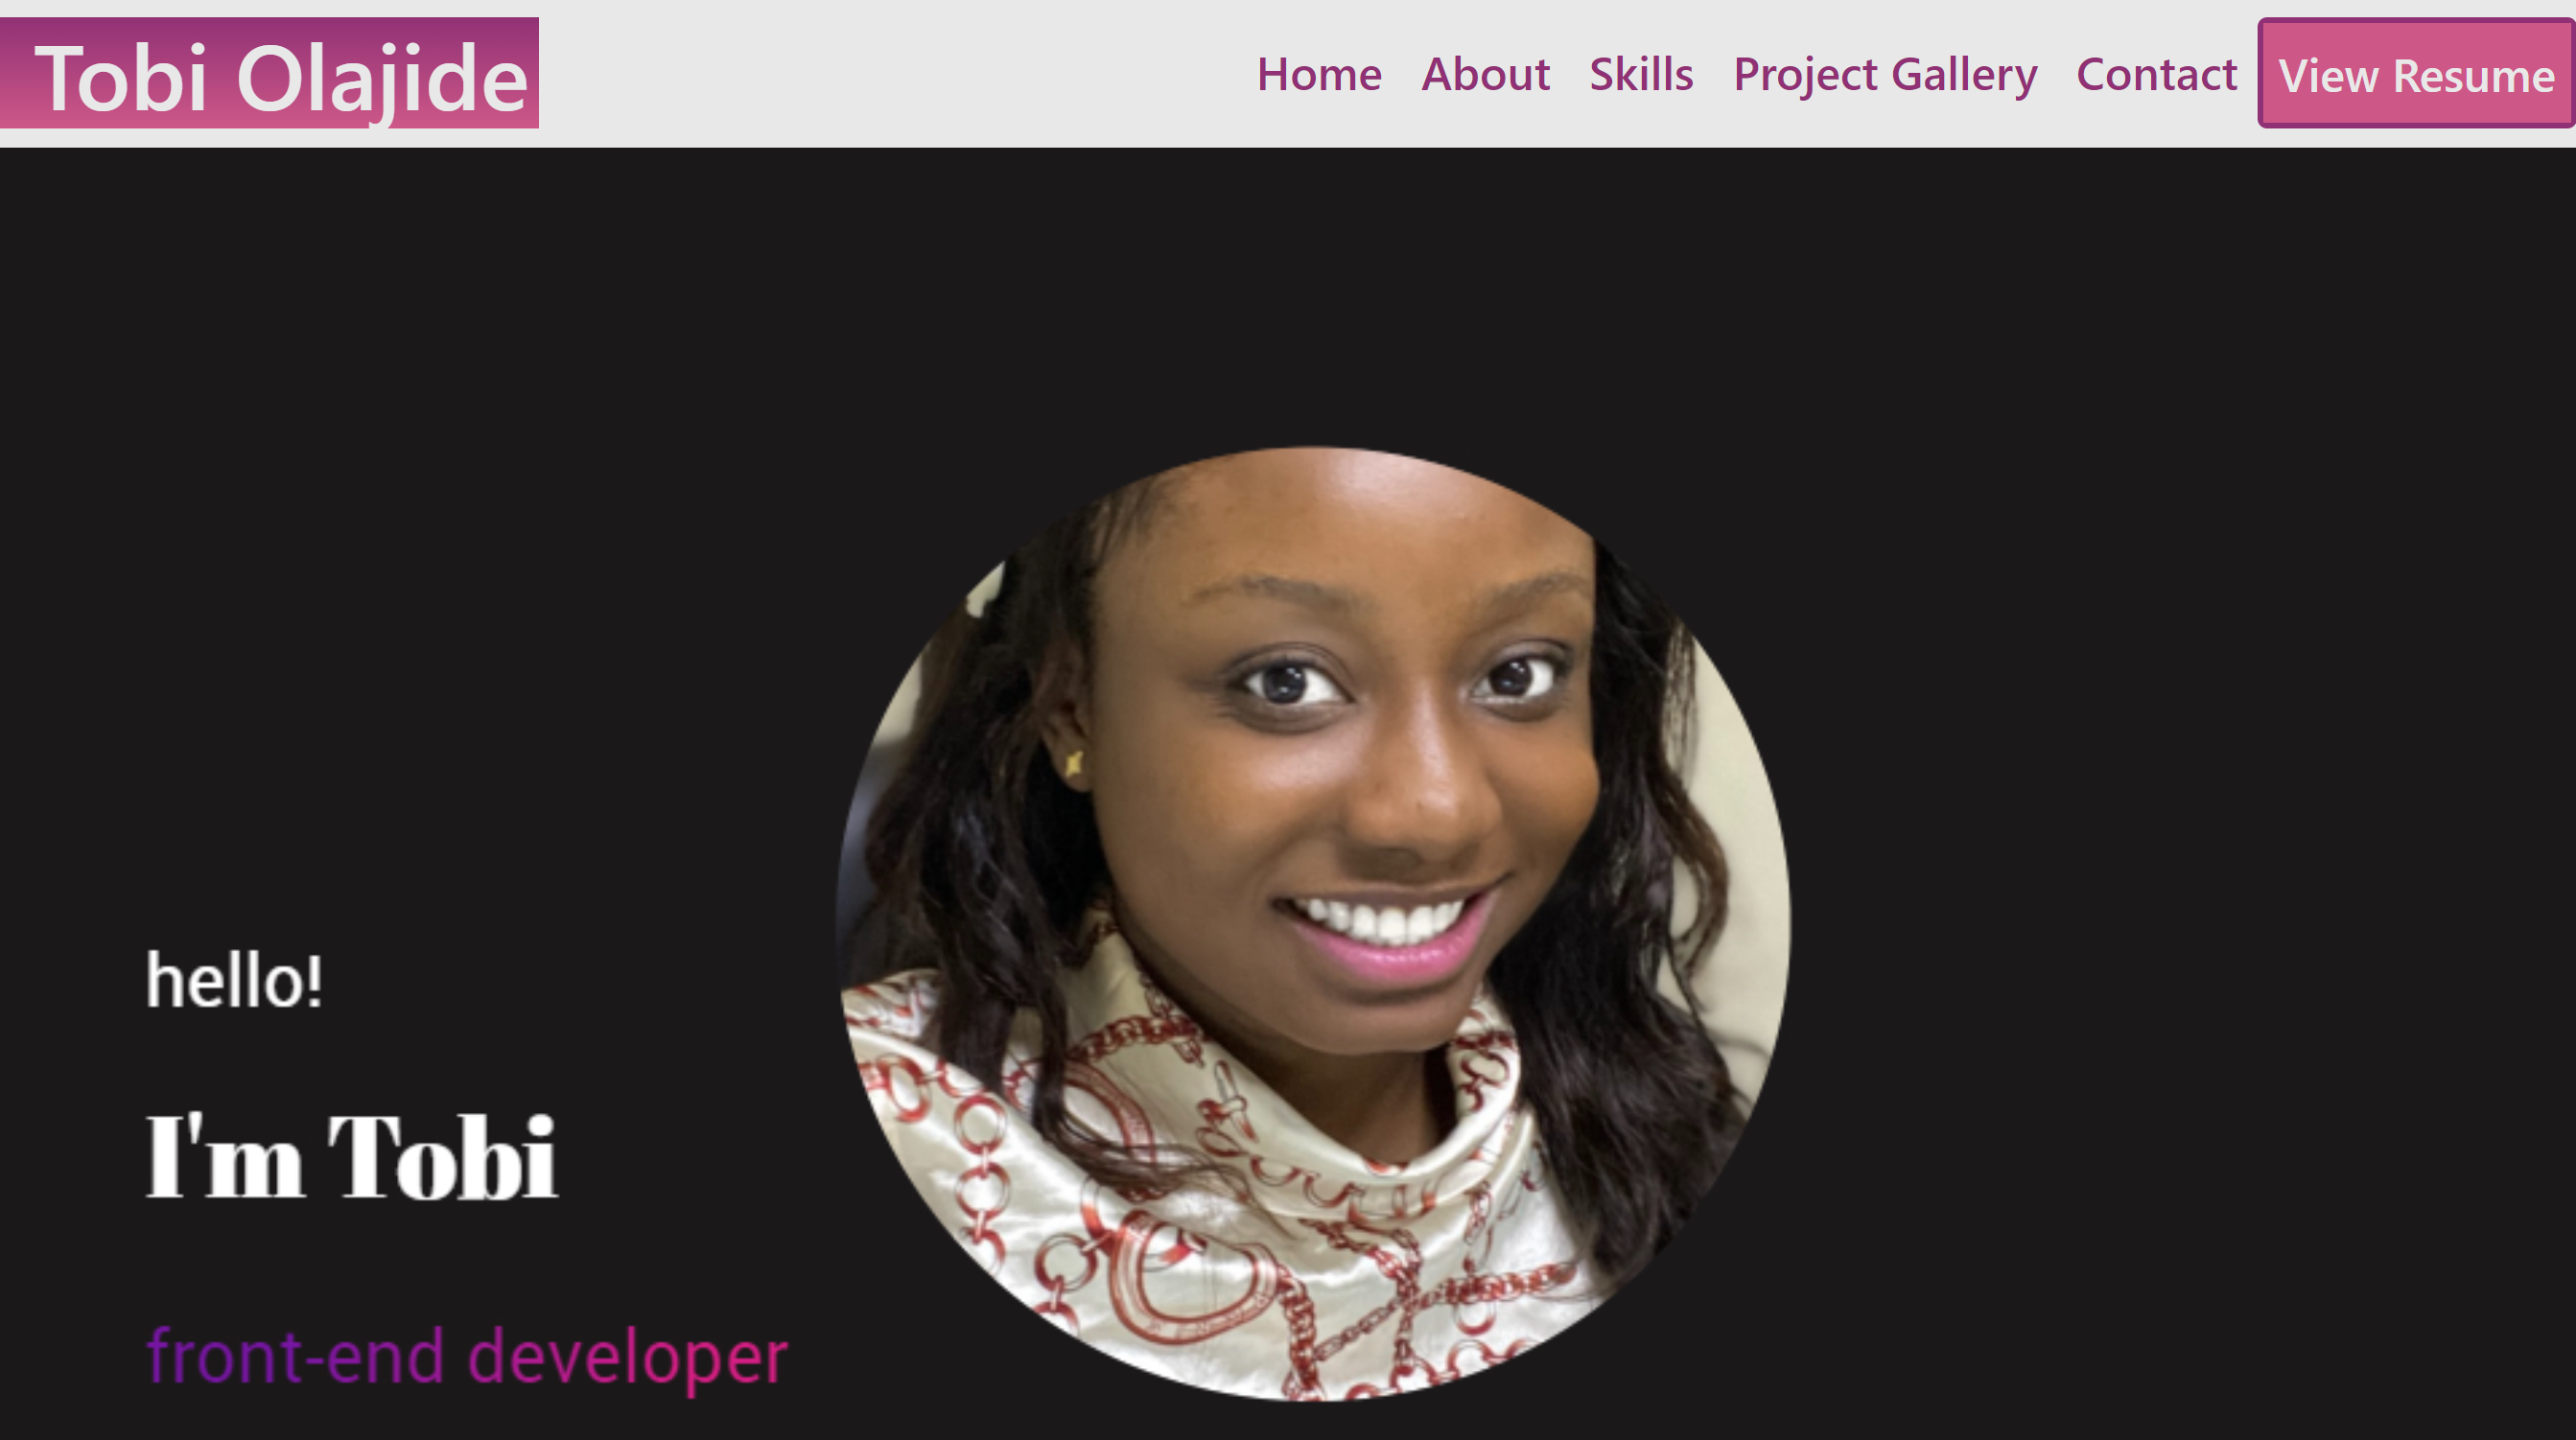 Tobi Olajide
Home About Skills Project Gallery Contact View Resume
hello!
I'm Tobi
front-end developer